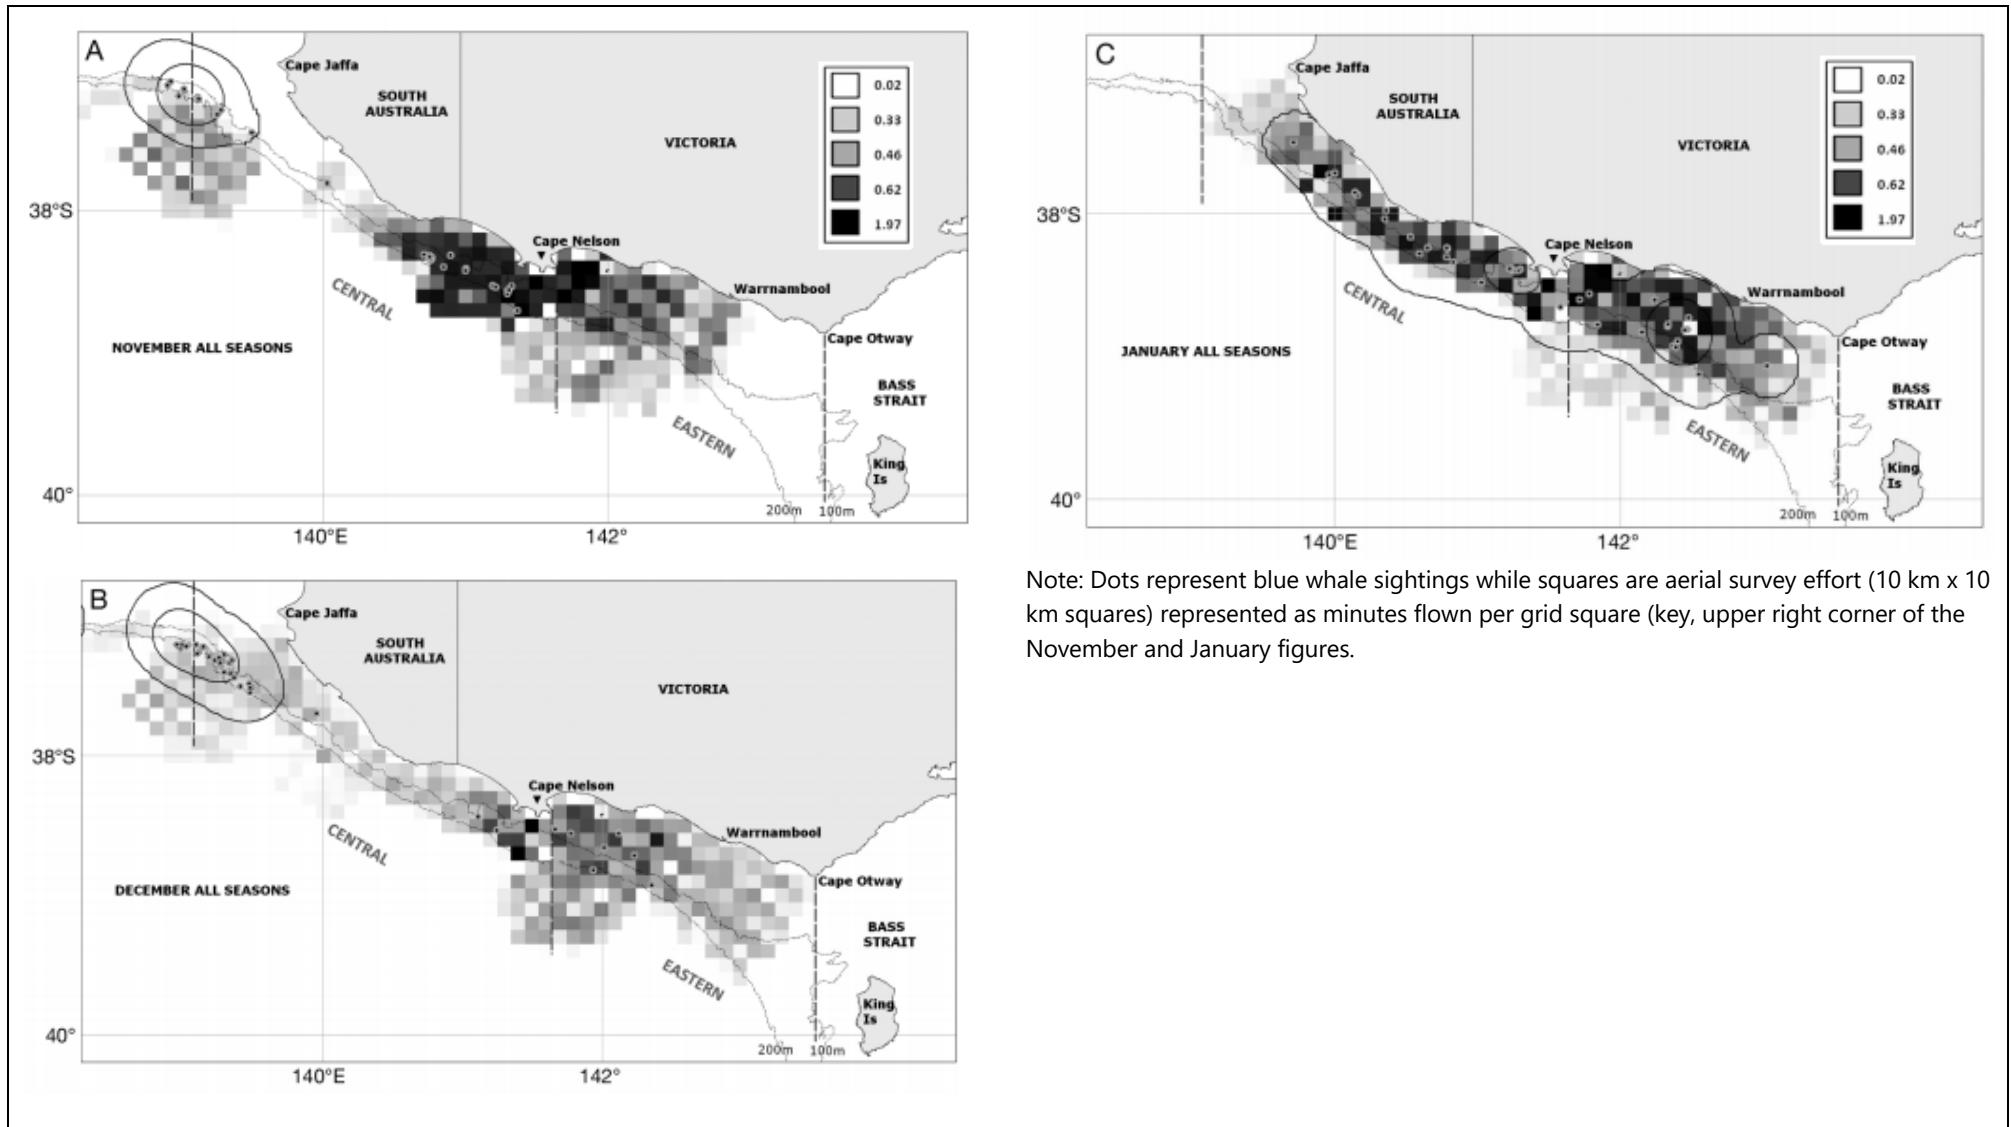 A
Cape Jaffa
SOUTH
AUSTRALIA
VICTORIA
0.02
0.33
0.46
0.62
1.97
38°S
Cape Nelson
CENTRAL
Warrnambool
NOVEMBER ALL SEASONS
Cape Otway
BASS
STRAIT
EASTERN
King
Is
40°
200m 100m
140°E
142°
B
Cape Jaffa
SOUTH
AUSTRALIA
VICTORIA
38°S
Cape Nelson
CENTRAL
Warrnambool
DECEMBER ALL SEASONS
Cape Otway
BASS
STRAIT
EASTERN
King
Is
40°
200m 100m
140°E
142°
C
Cape Jaffa
SOUTH
AUSTRALIA
VICTORIA
0.02
0.33
0.46
0.62
1.97
38°S
Cape Nelson
CENTRAL
Warrnambool
JANUARY ALL SEASONS
Cape Otway
BASS
STRAIT
EASTERN
King
Is
40°
200m 100m
140°E
142°
Note: Dots represent blue whale sightings while squares are aerial survey effort (10 km x 10
km squares) represented as minutes flown per grid square (key, upper right corner of the
November and January figures.